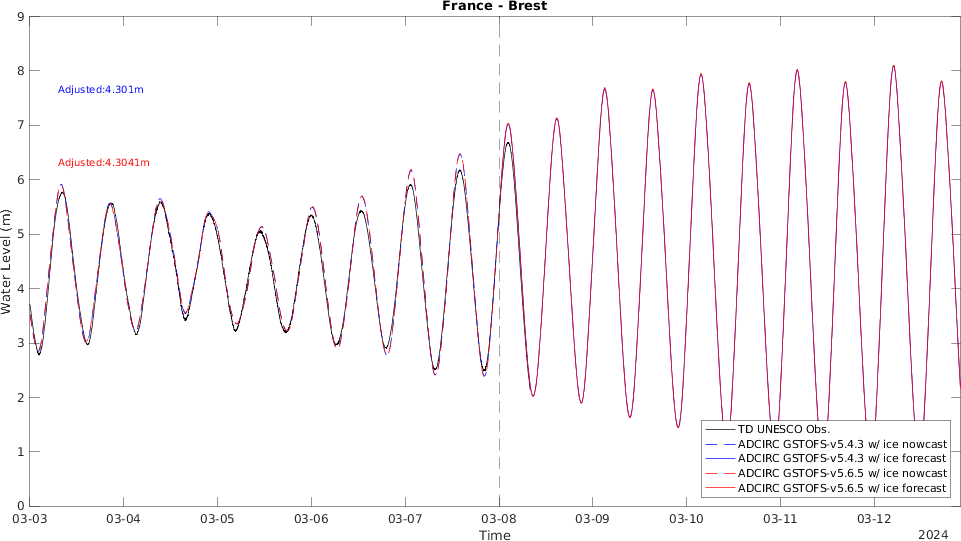 France - Brest
9
8
7
6
5
4
3
2
1
0
Water Level (m)
Adjusted:4.301m
Adjusted:4.3041m
TD UNESCO Obs.
ADCIRC GSTOFS-v5.4.3 w/ ice nowcast
ADCIRC GSTOFS-v5.4.3 w/ ice forecast
ADCIRC GSTOFS-v5.6.5 w/ ice nowcast
ADCIRC GSTOFS-v5.6.5 w/ ice forecast
03-03 03-04 03-05 03-06 03-07 03-08 03-09 03-10 03-11 03-12
Time
2024